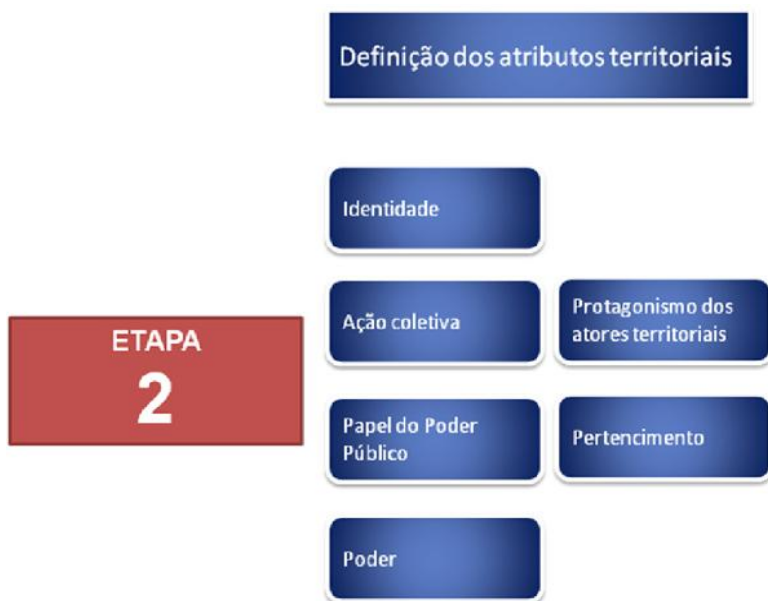 Definição dos atributos territoriais
Identidade
Ação coletiva
Protagonismo dos
atores territoriais
ETAPA
2
Papel do Poder
Público
Pertencimento
Poder